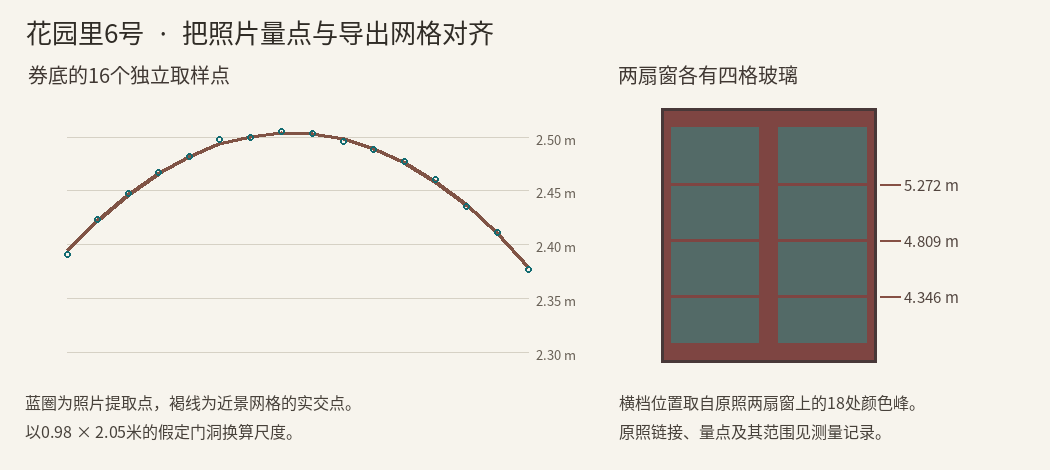 花园里6号 · 把照片量点与导出网格对齐
券底的16个独立取样点
2.50 m
2.45 m
2.40 m
2.35 m
2.30 m
蓝圈为照片提取点，褐线为近景网格的实交点。
以0.98 × 2.05米的假定门洞换算尺度。
两扇窗各有四格玻璃
5.272 m
4.809 m
4.346 m
横档位置取自原照两扇窗上的18处颜色峰。
原照链接、量点及其范围见测量记录。